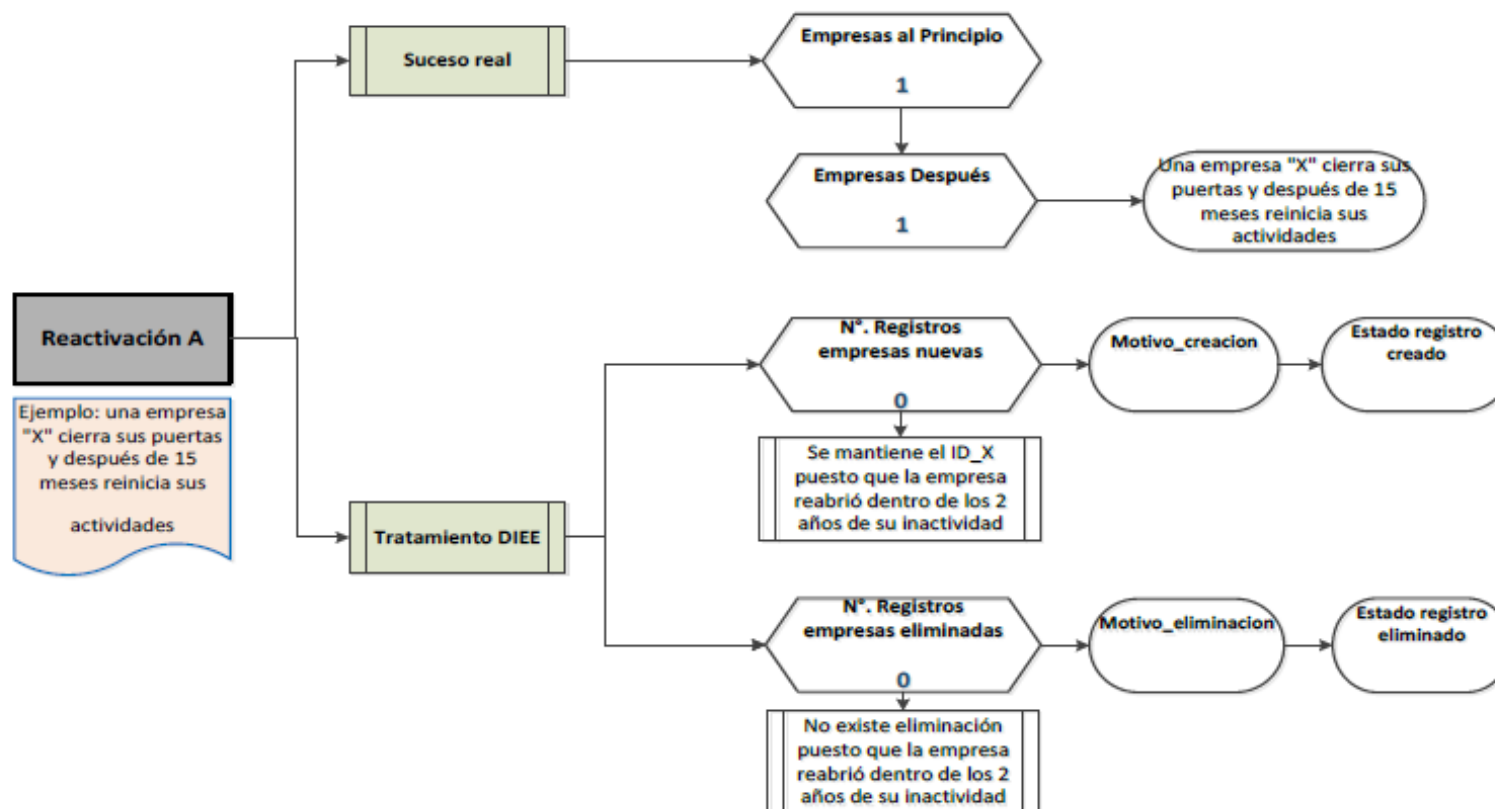 Reactivación A
Ejemplo: una empresa
"X" cierra sus puertas
y después de 15
meses reinicia sus
actividades
Suceso real
Empresas al Principio
1
Empresas Después
1
Una empresa "X" cierra sus
puertas y después de 15
meses reinicia sus
actividades
Tratamiento DIEE
N°. Registros
empresas nuevas
0
Se mantiene el ID_X
puesto que la empresa
reabrió dentro de los 2
años de su inactividad
Motivo_creacion
Estado registro
creado
N°. Registros
empresas eliminadas
0
No existe eliminación
puesto que la empresa
reabrió dentro de los 2
años de su inactividad
Motivo_eliminacion
Estado registro
eliminado